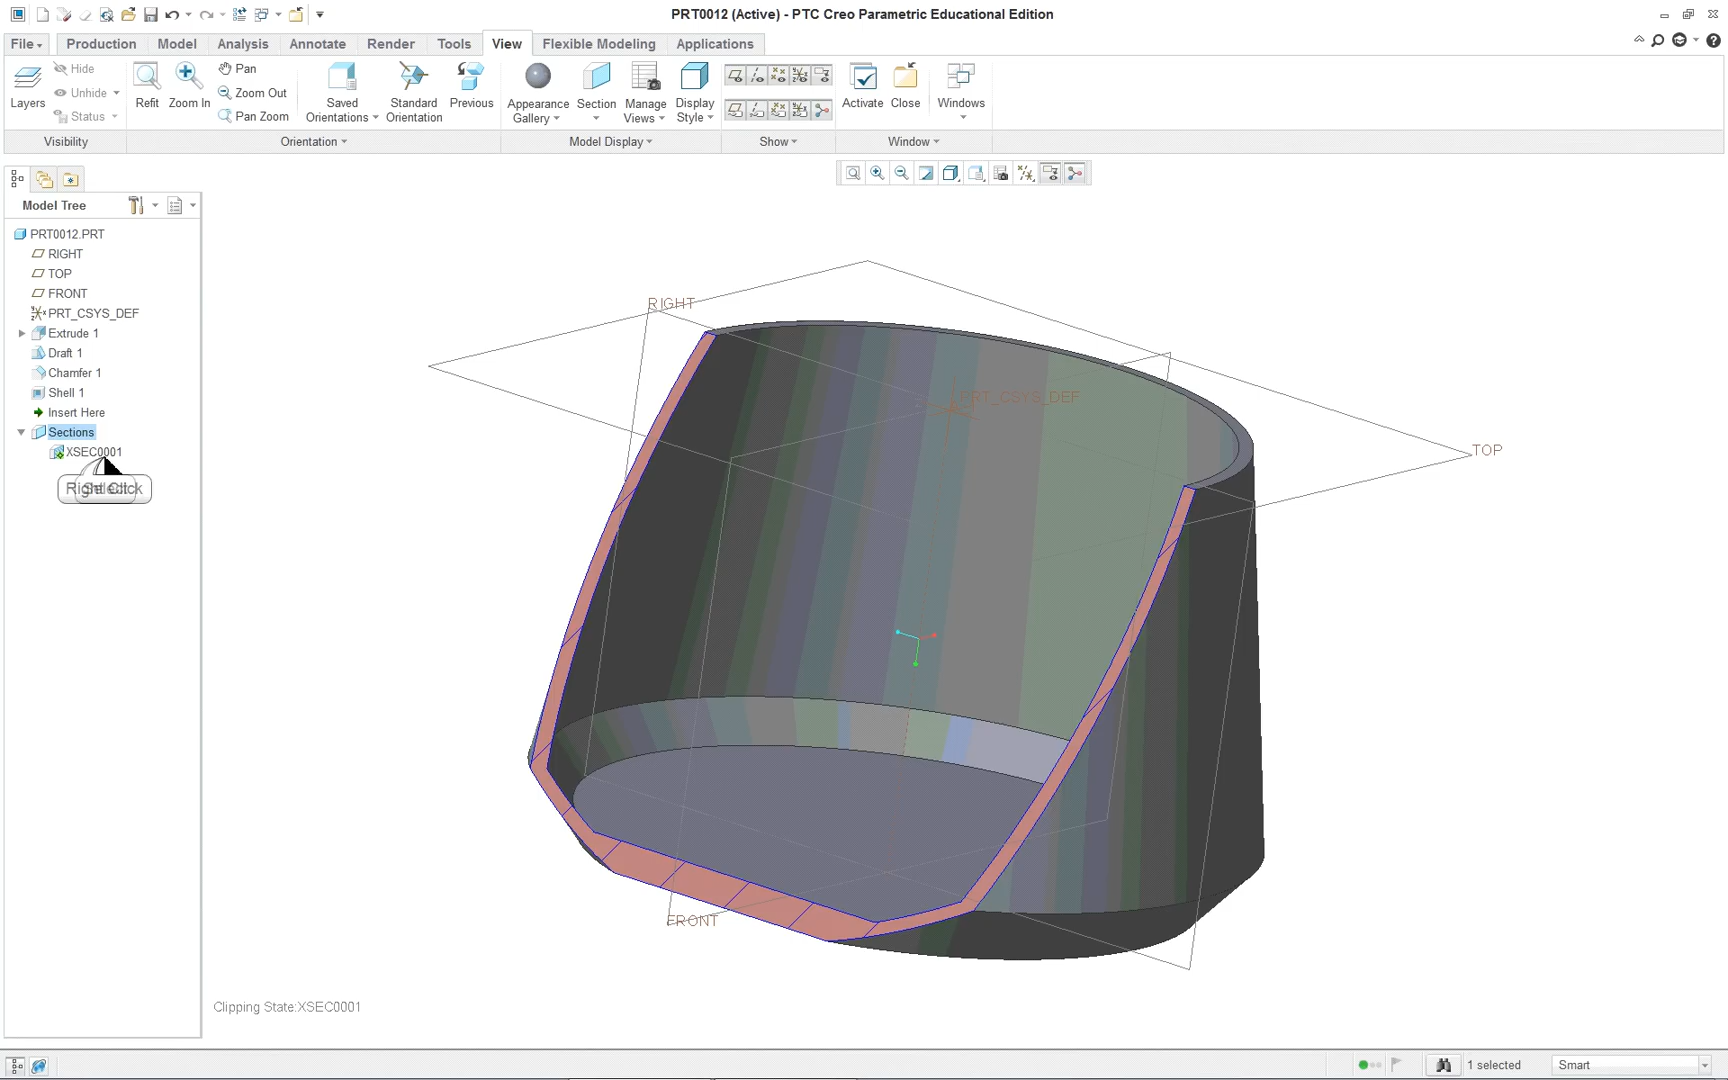 PRT0012 (Active) - PTC Creo Parametric Educational Edition
File
Production
Model
Analysis
Annotate
Render
Tools
View
Flexible Modeling
Applications
Layers
Hide
Unhide
Status
Refit
Zoom In
Pan
Zoom Out
Pan Zoom
Saved
Orientations
Standard
Orientation
Previous
Appearance
Gallery
Section
Manage
Views
Display
Style
Activate
Close
Windows
Visibility
Orientation
Model Display
Show
Window
Model Tree
PRT0012.PRT
RIGHT
TOP
FRONT
PRT_CSYS_DEF
Extrude 1
Draft 1
Chamfer 1
Shell 1
Insert Here
Sections
XSEC0001
Right Click
RIGHT
PRT_CSYS_DEF
TOP
FRONT
Clipping State:XSEC0001
1 selected
Smart